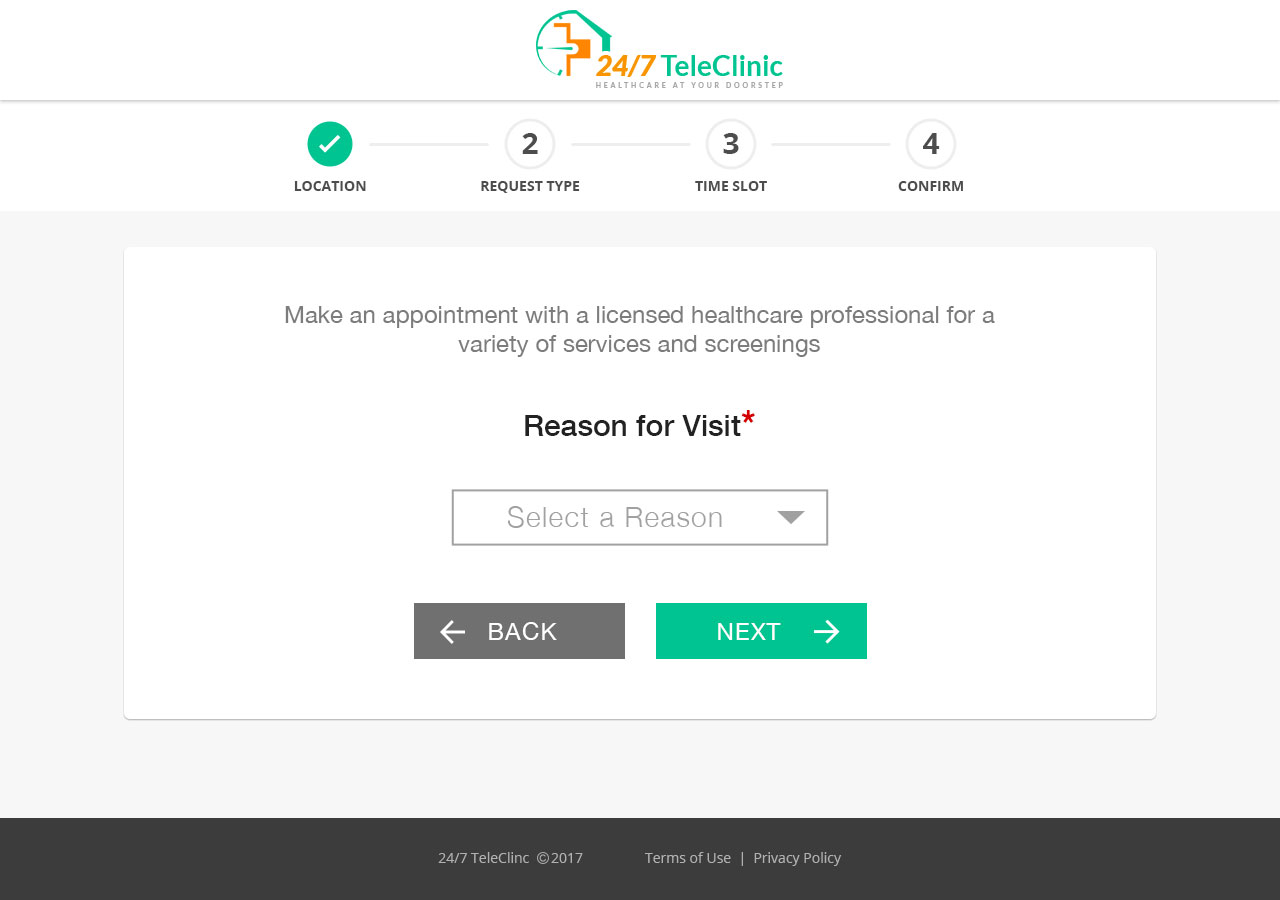 24/7 TeleClinic
HEALTHCARE AT YOUR DOORSTEP
2 3 4
LOCATION REQUEST TYPE TIME SLOT CONFIRM
Make an appointment with a licensed healthcare professional for a
variety of services and screenings
Reason for Visit*
Select a Reason
BACK NEXT
24/7 TeleClinc ©2017 Terms of Use | Privacy Policy